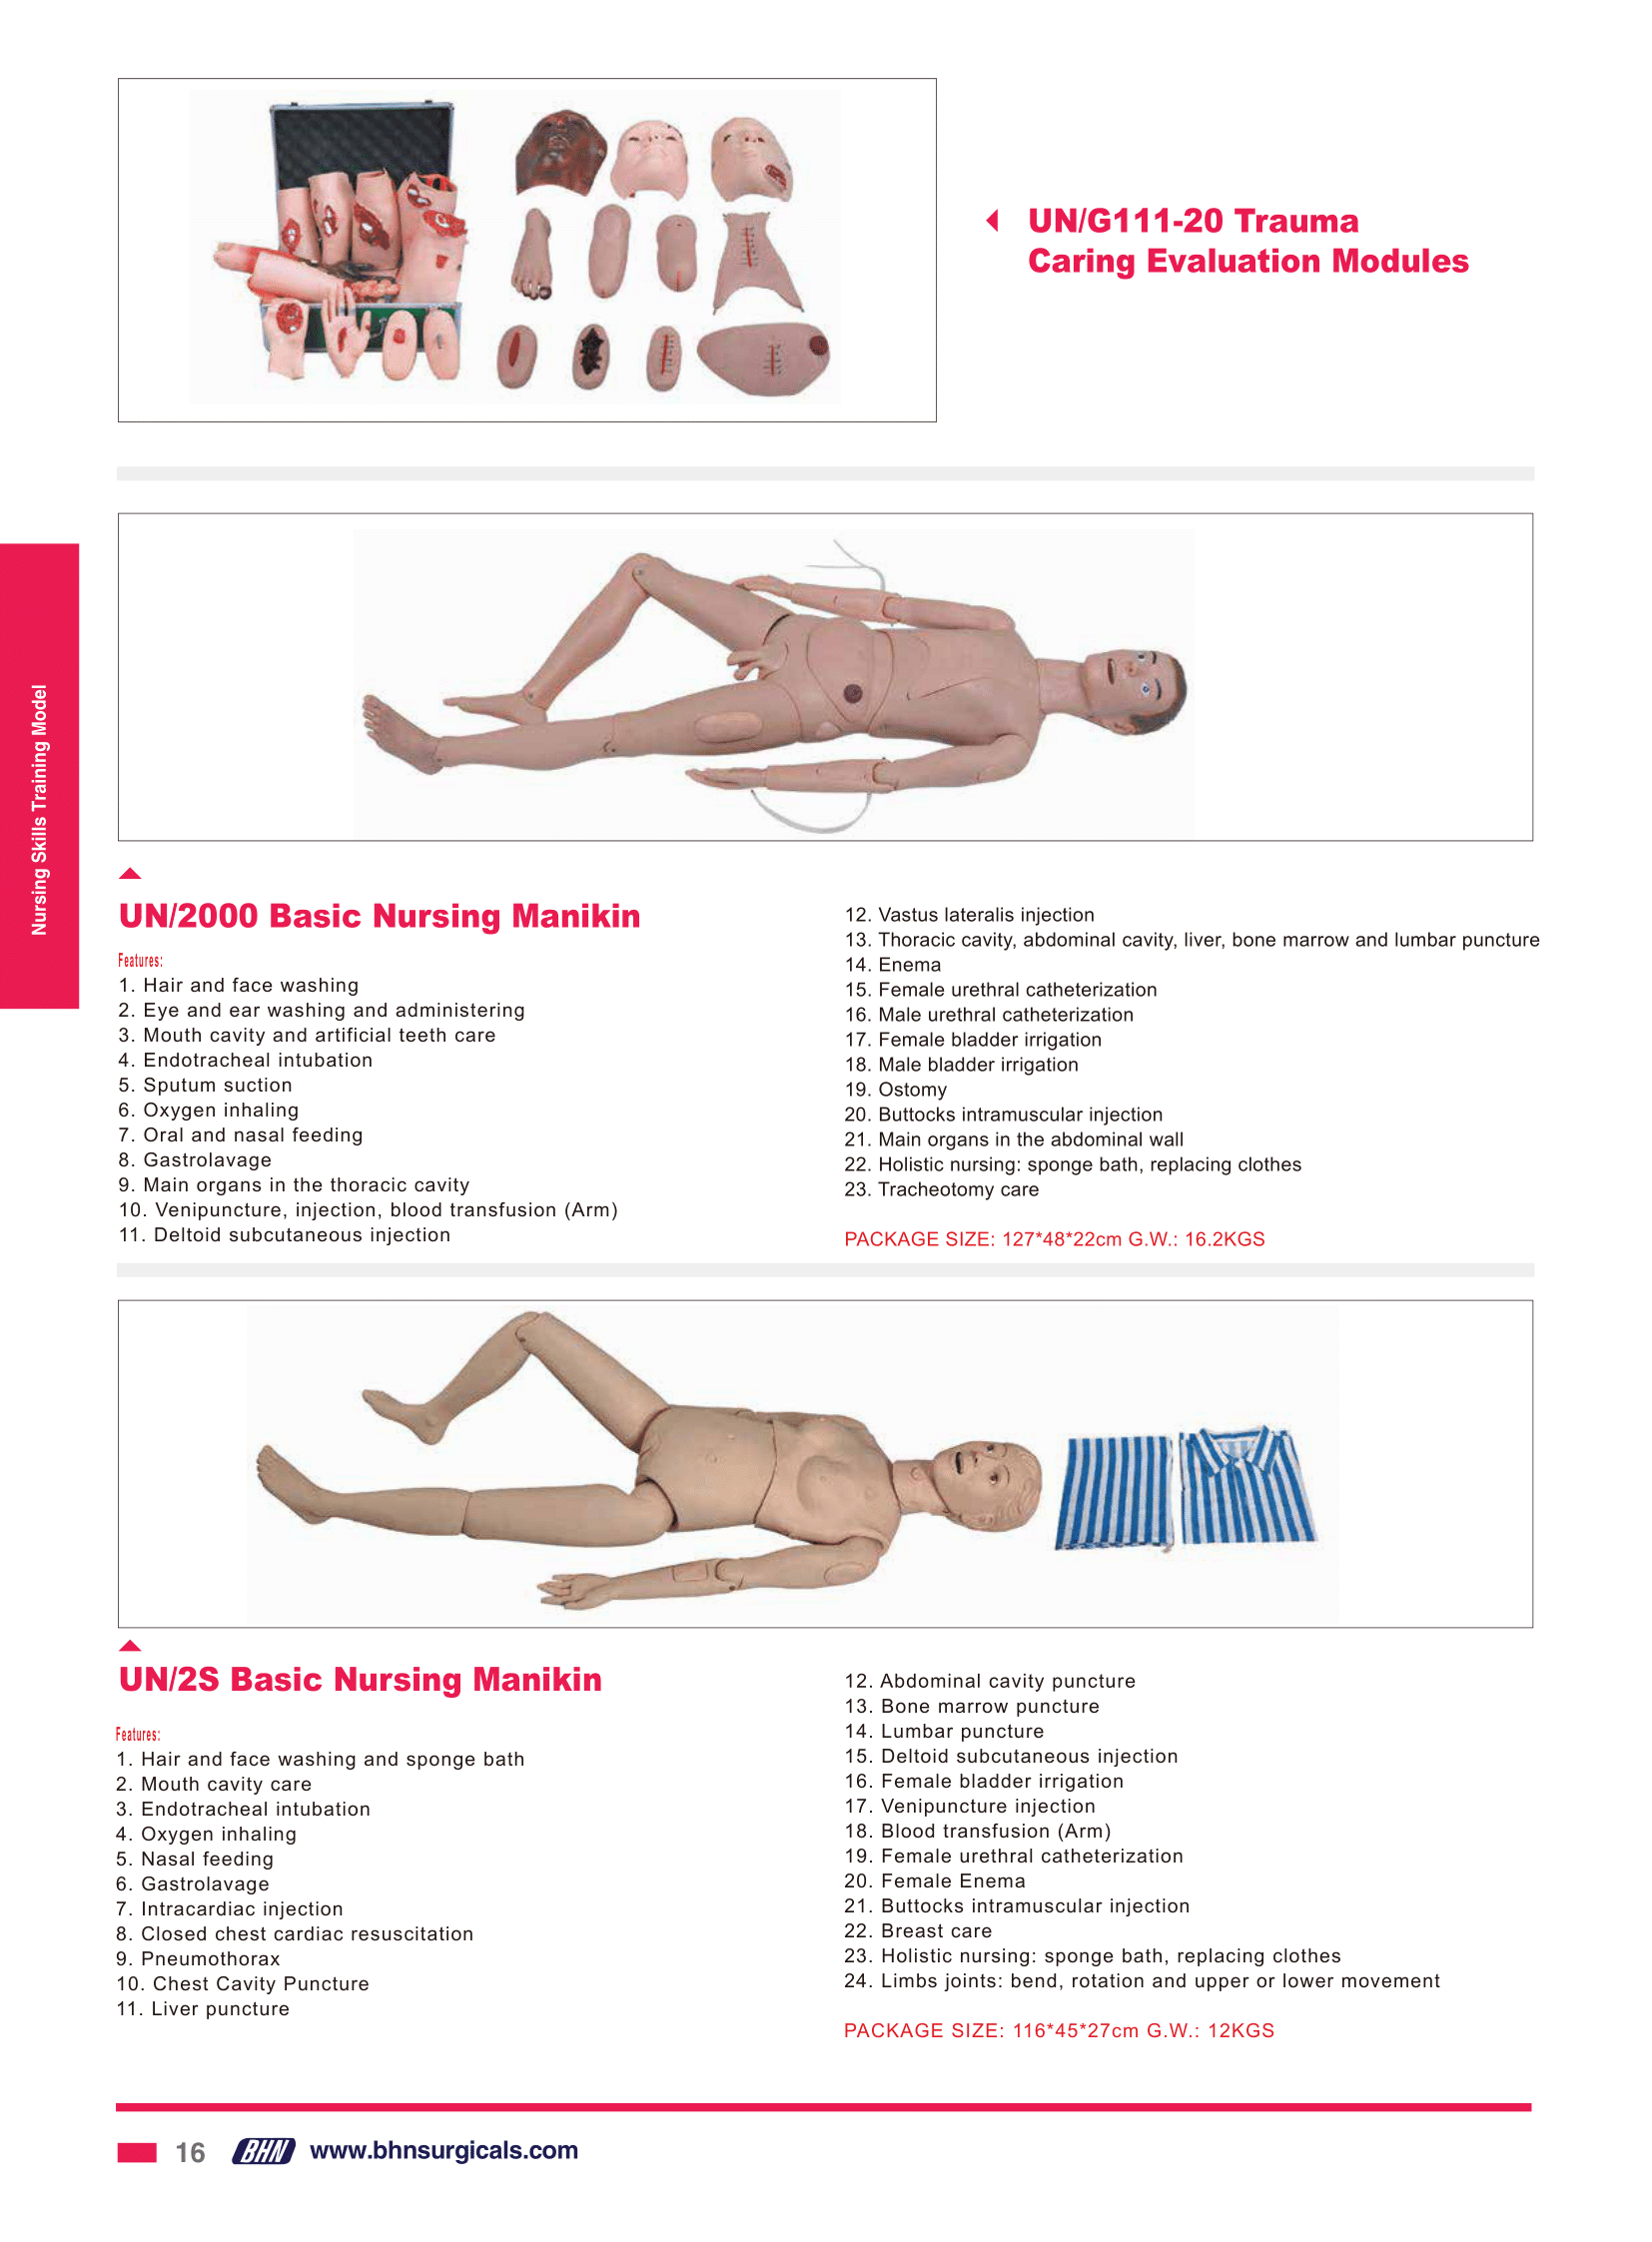 UN/G111-20 Trauma
Caring Evaluation Modules
Nursing Skills Training Model
UN/2000 Basic Nursing Manikin
Features:
1. Hair and face washing
2. Eye and ear washing and administering
3. Mouth cavity and artificial teeth care
4. Endotracheal intubation
5. Sputum suction
6. Oxygen inhaling
7. Oral and nasal feeding
8. Gastrolavage
9. Main organs in the thoracic cavity
10. Venipuncture, injection, blood transfusion (Arm)
11. Deltoid subcutaneous injection
12. Vastus lateralis injection
13. Thoracic cavity, abdominal cavity, liver, bone marrow and lumbar puncture
14. Enema
15. Female urethral catheterization
16. Male urethral catheterization
17. Female bladder irrigation
18. Male bladder irrigation
19. Ostomy
20. Buttocks intramuscular injection
21. Main organs in the abdominal wall
22. Holistic nursing: sponge bath, replacing clothes
23. Tracheotomy care
PACKAGE SIZE: 127*48*22cm G.W.: 16.2KGS
UN/2S Basic Nursing Manikin
Features:
1. Hair and face washing and sponge bath
2. Mouth cavity care
3. Endotracheal intubation
4. Oxygen inhaling
5. Nasal feeding
6. Gastrolavage
7. Intracardiac injection
8. Closed chest cardiac resuscitation
9. Pneumothorax
10. Chest Cavity Puncture
11. Liver puncture
12. Abdominal cavity puncture
13. Bone marrow puncture
14. Lumbar puncture
15. Deltoid subcutaneous injection
16. Female bladder irrigation
17. Venipuncture injection
18. Blood transfusion (Arm)
19. Female urethral catheterization
20. Female Enema
21. Buttocks intramuscular injection
22. Breast care
23. Holistic nursing: sponge bath, replacing clothes
24. Limbs joints: bend, rotation and upper or lower movement
PACKAGE SIZE: 116*45*27cm G.W.: 12KGS
16 BHN www.bhnsurgicals.com